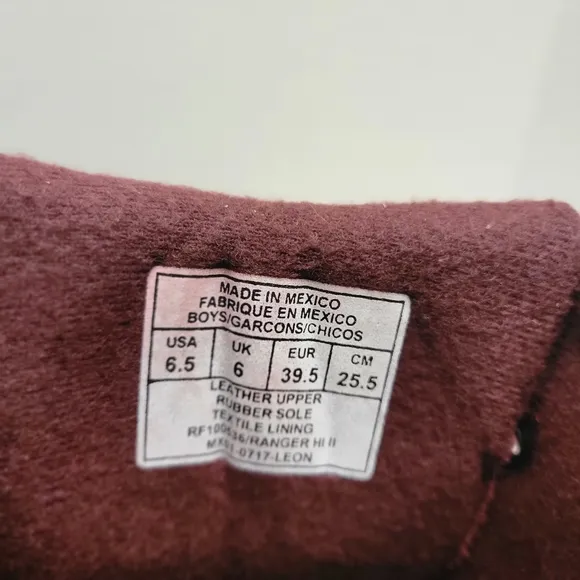 MADE IN MEXICO
FABRIQUE EN MEXICO
BOYS/GARCONS/CHICOS
USA UK EUR CM
6.5 6 39.5 25.5
LEATHER UPPER
RUBBER SOLE
TEXTILE LINING
HI II
-0717-LEON